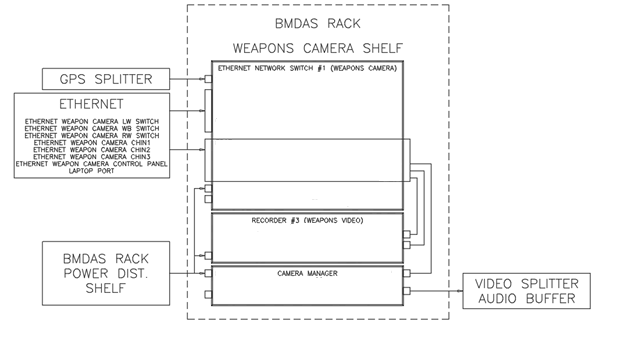 BMDAS RACK
WEAPONS CAMERA SHELF
ETHERNET NETWORK SWITCH #1 (WEAPONS CAMERA)
GPS SPLITTER
ETHERNET
ETHERNET WEAPON CAMERA LW SWITCH
ETHERNET WEAPON CAMERA WB SWITCH
ETHERNET WEAPON CAMERA RW SWITCH
ETHERNET WEAPON CAMERA CHIN1
ETHERNET WEAPON CAMERA CHIN2
ETHERNET WEAPON CAMERA CHIN3
ETHERNET WEAPON CAMERA CONTROL PANEL
LAPTOP PORT
RECORDER #3 (WEAPONS VIDEO)
BMDAS RACK
POWER DIST.
SHELF
CAMERA MANAGER
VIDEO SPLITTER
AUDIO BUFFER